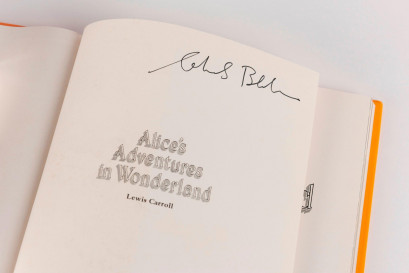 Alice's
Adventures
in Wonderland
Lewis Carroll